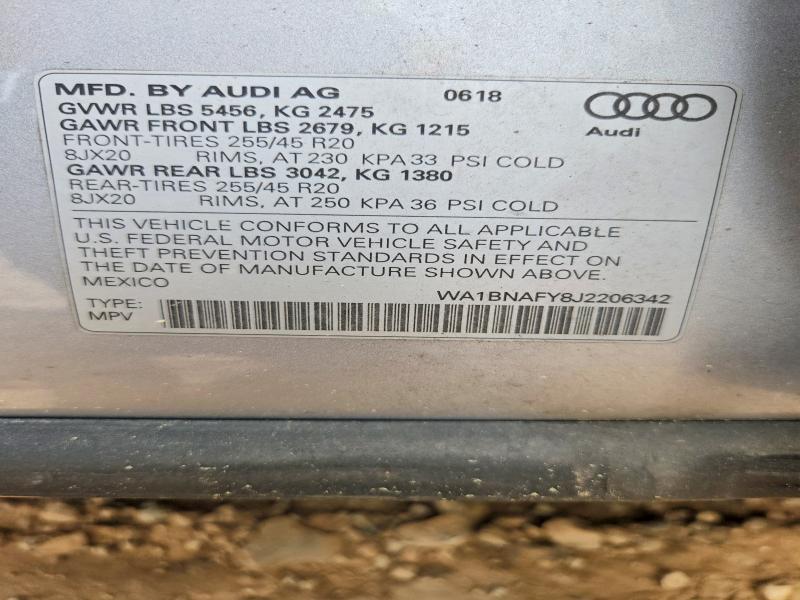 MFD. BY AUDI AG 0618
GVWR LBS 5456, KG 2475
GAWR FRONT LBS 2679, KG 1215
FRONT-TIRES 255/45 R20
8JX20 RIMS, AT 230 KPA 33 PSI COLD
GAWR REAR LBS 3042, KG 1380
REAR-TIRES 255/45 R20
8JX20 RIMS, AT 250 KPA 36 PSI COLD
Audi
THIS VEHICLE CONFORMS TO ALL APPLICABLE
U.S. FEDERAL MOTOR VEHICLE SAFETY AND
THEFT PREVENTION STANDARDS IN EFFECT ON
THE DATE OF MANUFACTURE SHOWN ABOVE.
MEXICO
WA1BNAFY8J2206342
TYPE:
MPV